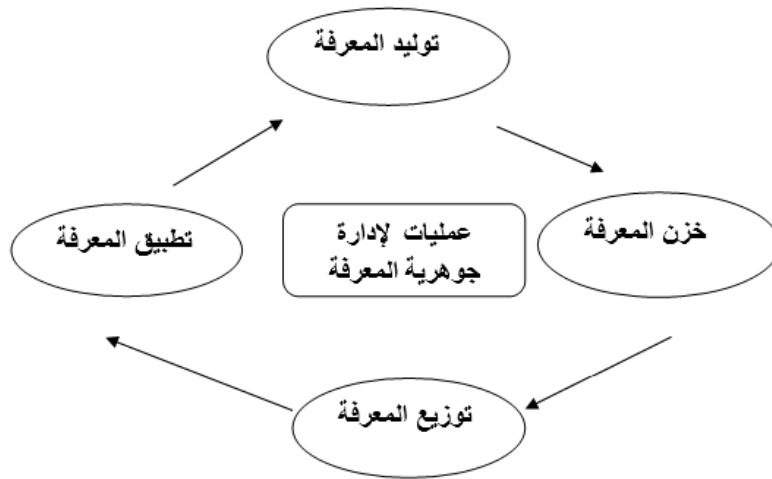 توليد المعرفة
خزن المعرفة
عمليات لإدارة
جوهرية المعرفة
تطبيق المعرفة
توزيع المعرفة